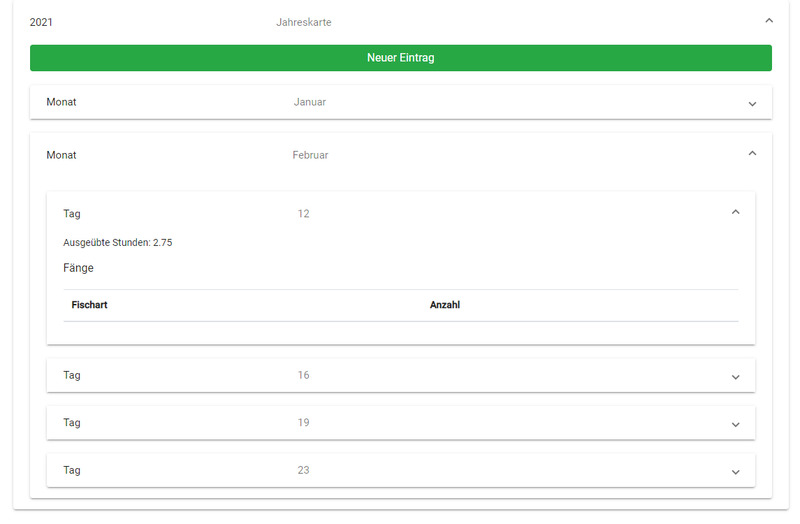 2021 Jahreskarte
Neuer Eintrag
Monat Januar
Monat Februar
Tag 12
Ausgeübte Stunden: 2.75
Fänge
Fischart Anzahl
Tag 16
Tag 19
Tag 23